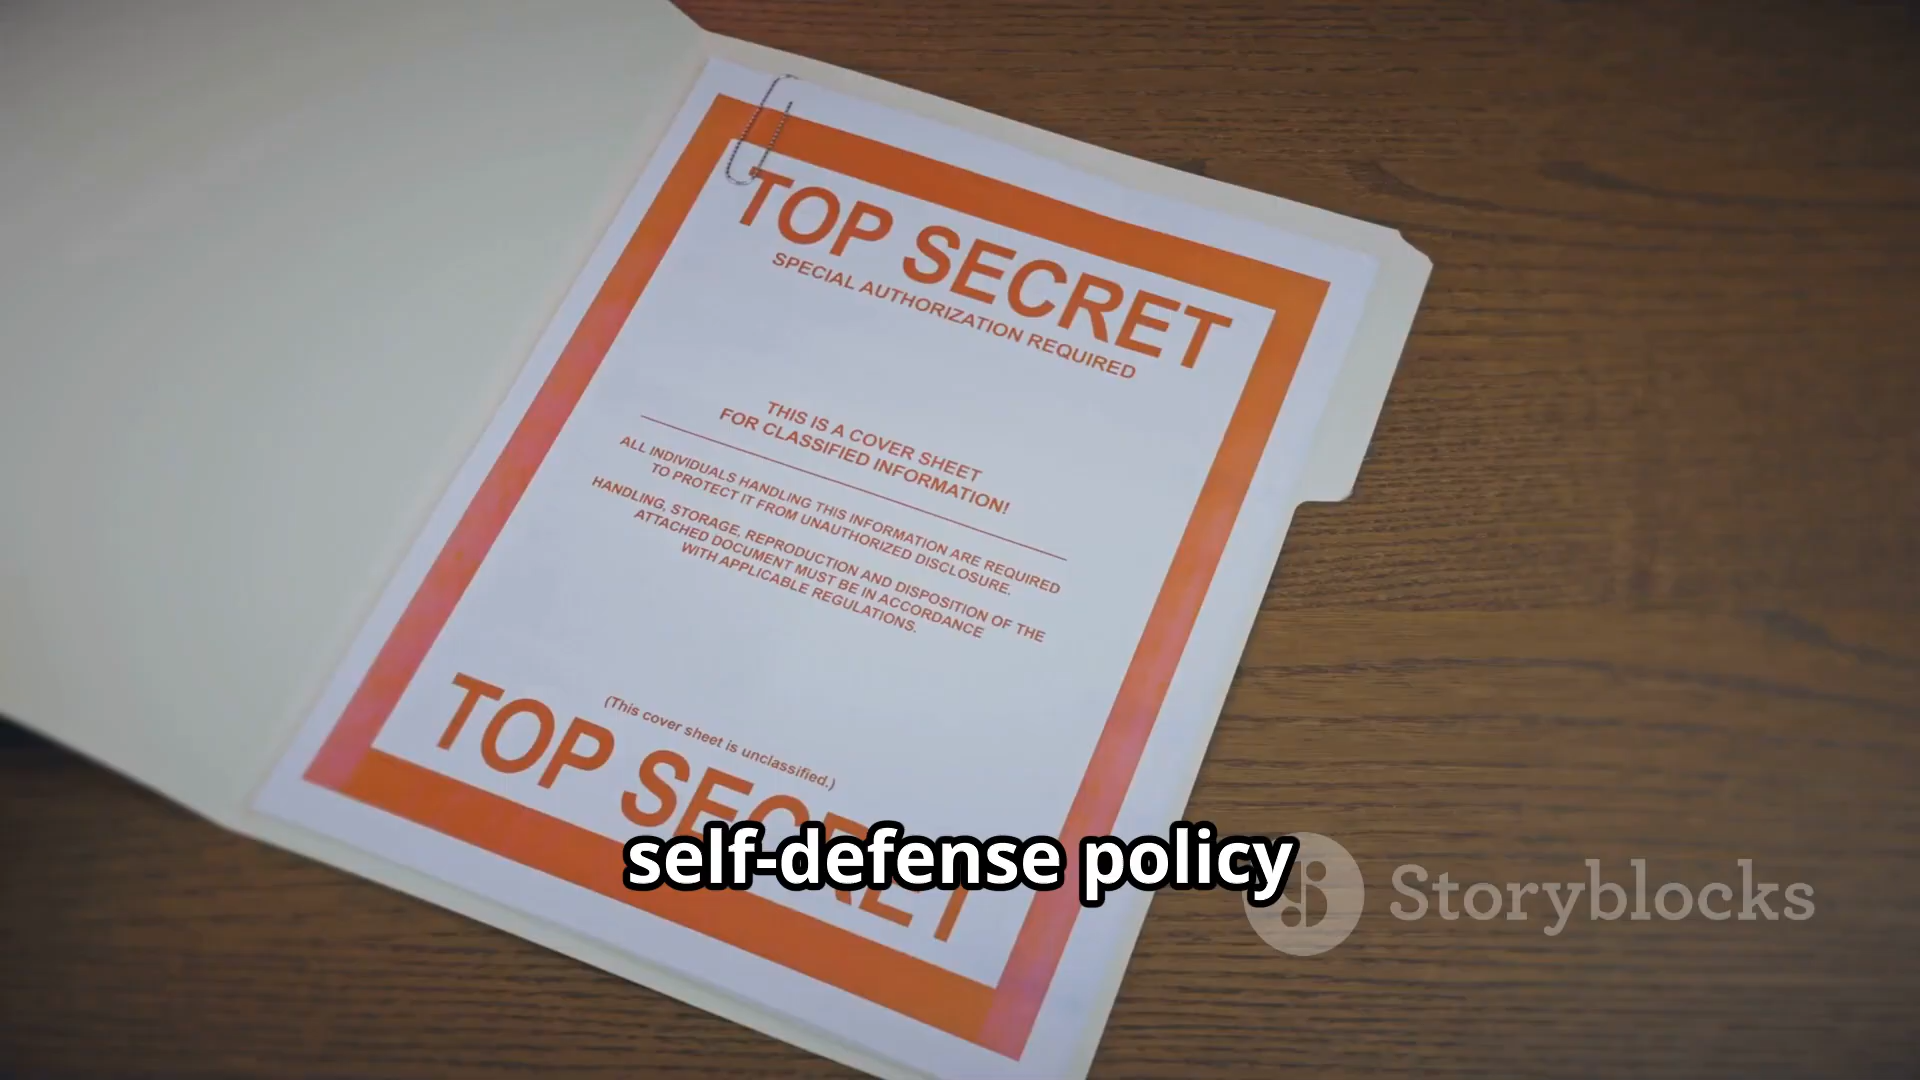 TOP SECRET
SPECIAL AUTHORIZATION REQUIRED
THIS IS A COVER SHEET
FOR CLASSIFIED INFORMATION!
ALL INDIVIDUALS HANDLING THIS INFORMATION ARE REQUIRED
TO PROTECT IT FROM UNAUTHORIZED DISCLOSURE.
HANDLING, STORAGE, REPRODUCTION AND DISPOSITION OF THE
ATTACHED DOCUMENT MUST BE IN ACCORDANCE
WITH APPLICABLE REGULATIONS.
(This cover sheet is unclassified.)
TOP SECRET
self-defense policy
Storyblocks